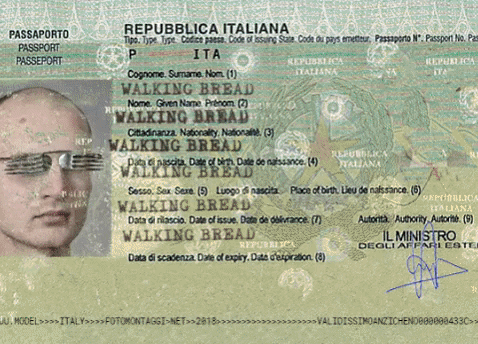 REPUBBLICA ITALIANA
PASSAPORTO
PASSPORT
PASSEPORT
Tipo. Type. Type. Codice paese. Code of Issuing State. Code du pays emetteur. Passaporto N°. Passport No.
P ITA
Cognome. Surname. Nom. (1)
WALKING BREAD
Nome. Given Name. Prénom. (2)
WALKING BREAD
Cittadinanza. Nationality. Nationalité. (3)
WALKING BREAD
Data di nascita. Date of birth. Date de naissance. (4)
WALKING BREAD
Sesso. Sex. Sexe. (5) Luogo di nascita. Place of birth. Lieu de naissance. (6)
WALKING BREAD
Data di rilascio. Date of issue. Date de délivrance. (7) Autorità. Authority. Autorité. (9)
WALKING BREAD
IL MINISTRO
DEGLI AFFARI ESTE
Data di scadenza. Date of expiry. Date d'expiration. (8)
REPUBBLICA
ITALIANA
UU.MODEL>>>>ITALY>>>>FOTOMONTAGGI-NET>>2018>>>>>>>>>>>>>>>>>VALIDISSIMOANZICHENO000000433C>>>>